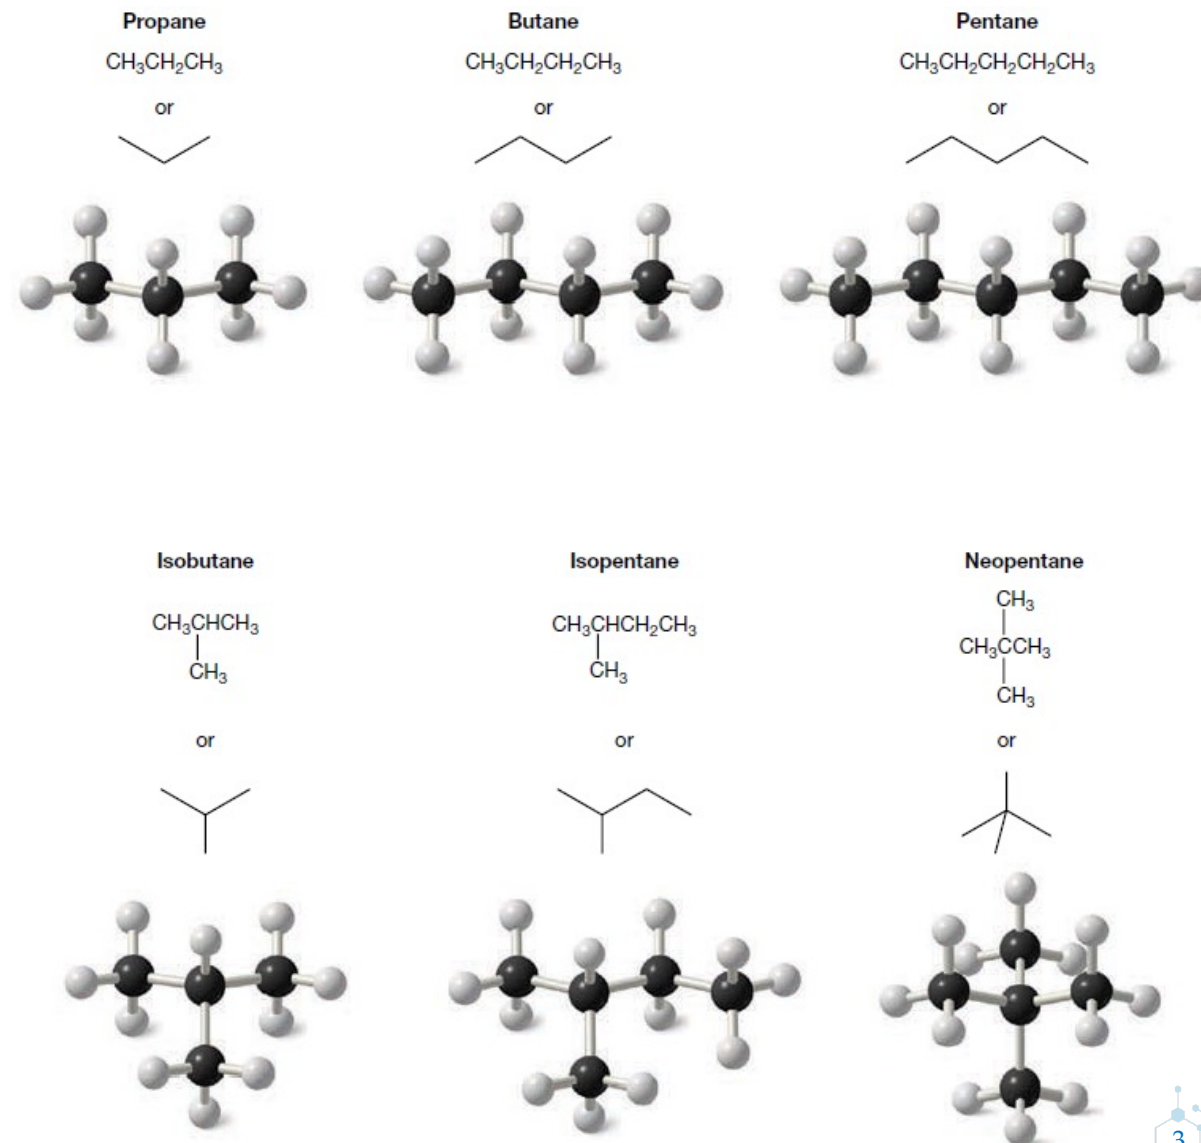 Propane
CH₃CH₂CH₃
or
Butane
CH₃CH₂CH₂CH₃
or
Pentane
CH₃CH₂CH₂CH₂CH₃
or
Isobutane
CH₃CHCH₃
CH₃
or
Isopentane
CH₃CHCH₂CH₃
CH₃
or
Neopentane
CH₃
CH₃CCH₃
CH₃
or
3